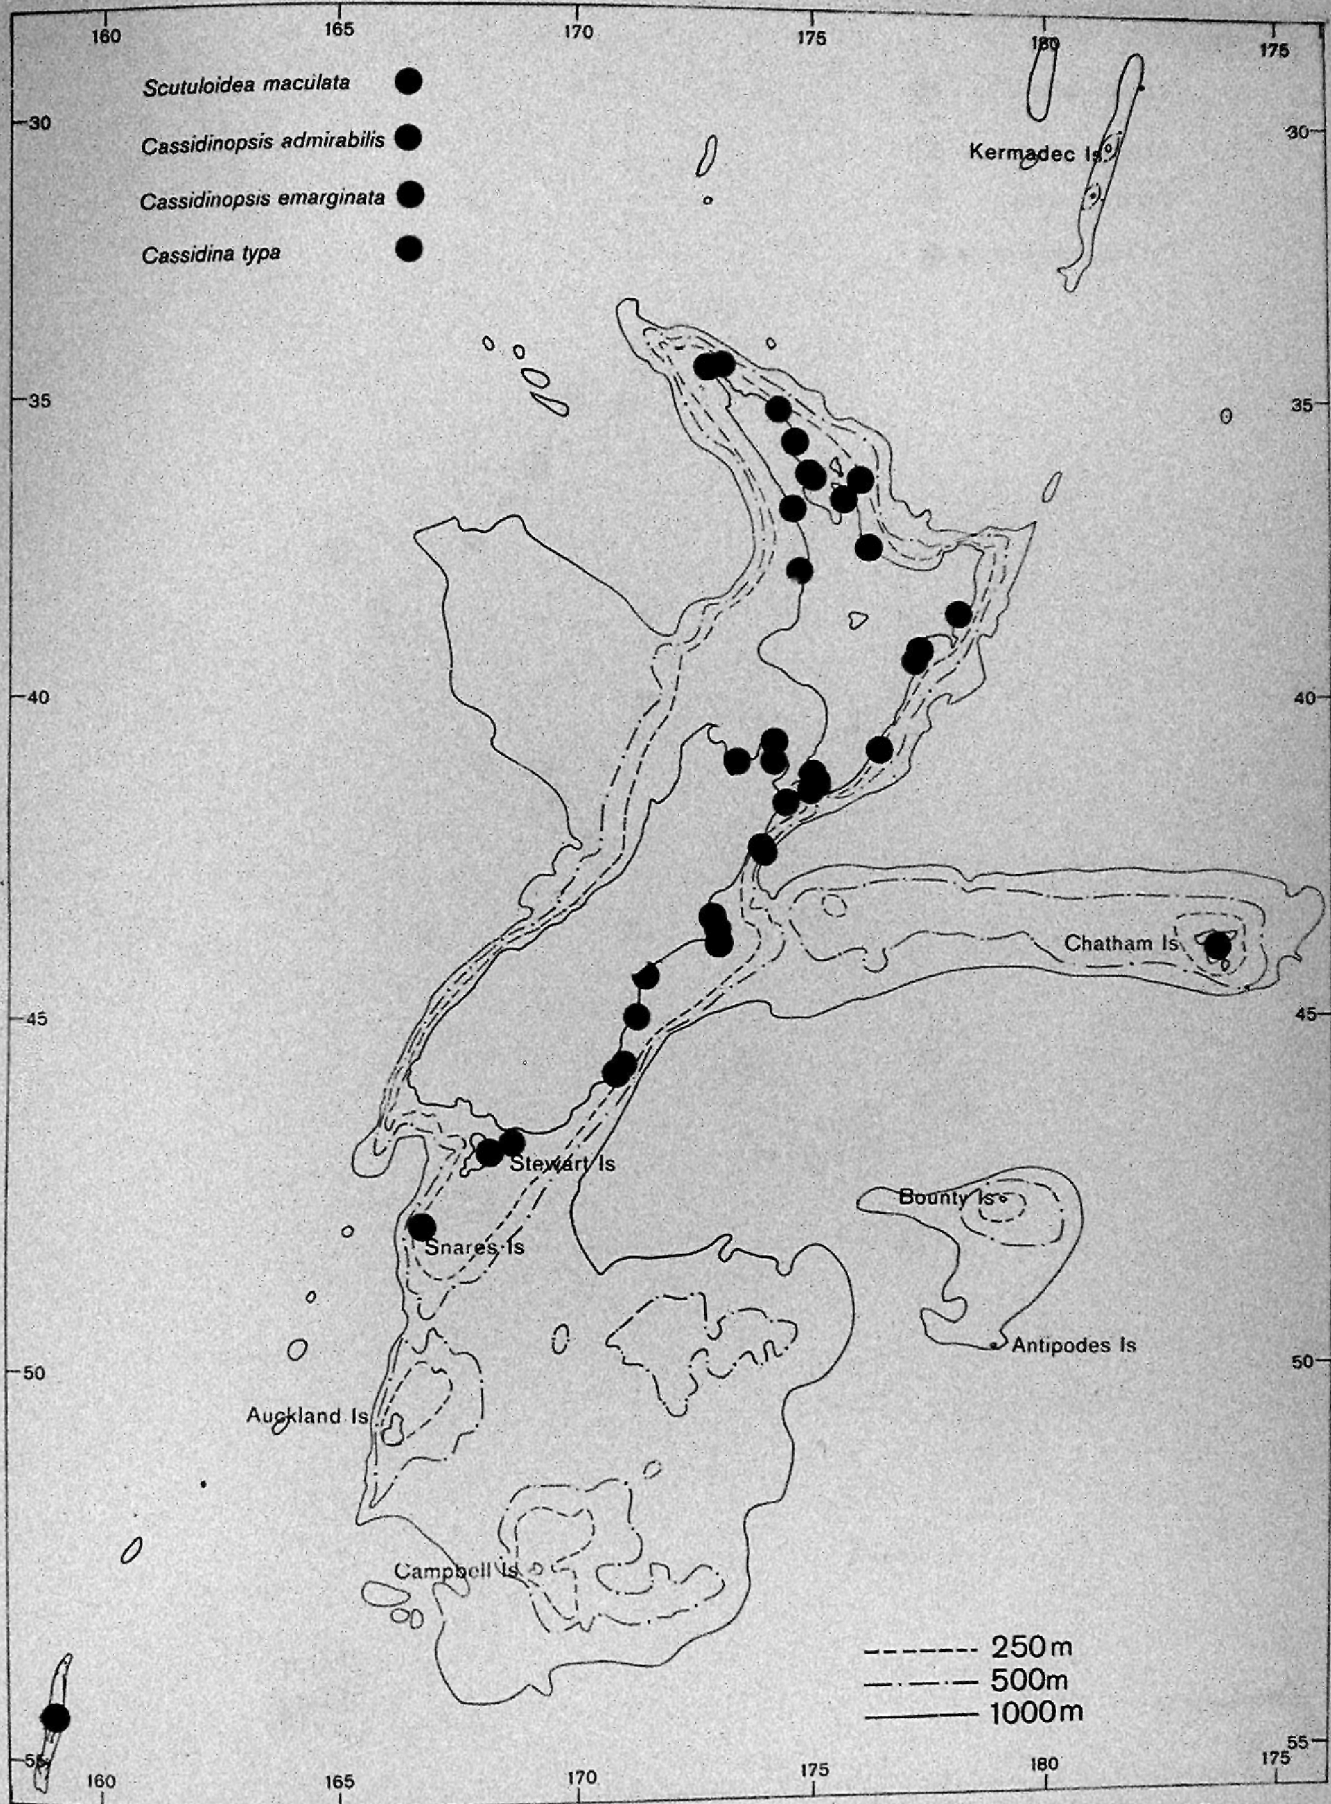 160 165 170 175 180 175
Scutuloidea maculata
30 30
Cassidinopsis admirabilis
Kermadec Is
Cassidinopsis emarginata
Cassidina typa
35 35
40 40
Chatham Is
45 45
Stewart Is
Bounty Is
Snares Is
Antipodes Is
50 50
Auckland Is
Campbell Is
250m
500m
1000m
55 55
160 165 170 175 180 175